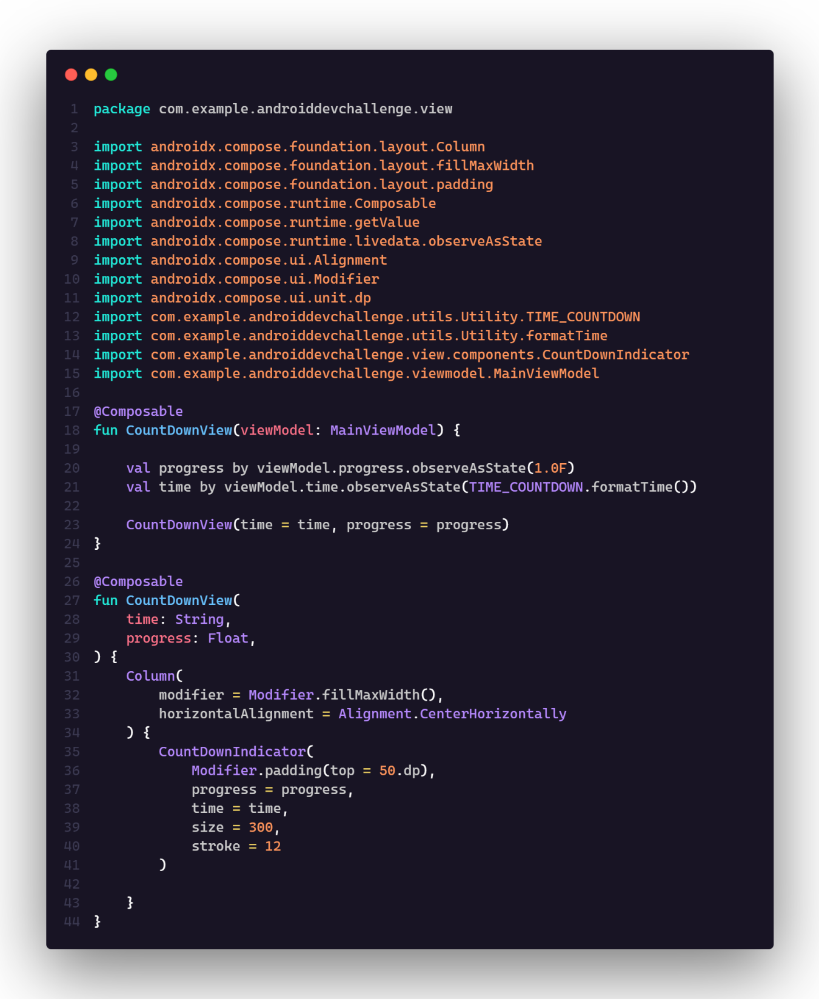 1 package com.example.androiddevchallenge.view
2
3 import androidx.compose.foundation.layout.Column
4 import androidx.compose.foundation.layout.fillMaxWidth
5 import androidx.compose.foundation.layout.padding
6 import androidx.compose.runtime.Composable
7 import androidx.compose.runtime.getValue
8 import androidx.compose.runtime.livedata.observeAsState
9 import androidx.compose.ui.Alignment
10 import androidx.compose.ui.Modifier
11 import androidx.compose.ui.unit.dp
12 import com.example.androiddevchallenge.utils.Utility.TIME_COUNTDOWN
13 import com.example.androiddevchallenge.utils.Utility.formatTime
14 import com.example.androiddevchallenge.view.components.CountDownIndicator
15 import com.example.androiddevchallenge.viewmodel.MainViewModel
16
17 @Composable
18 fun CountDownView(viewModel: MainViewModel) {
19
20     val progress by viewModel.progress.observeAsState(1.0F)
21     val time by viewModel.time.observeAsState(TIME_COUNTDOWN.formatTime())
22
23     CountDownView(time = time, progress = progress)
24 }
25
26 @Composable
27 fun CountDownView(
28     time: String,
29     progress: Float,
30 ) {
31     Column(
32         modifier = Modifier.fillMaxWidth(),
33         horizontalAlignment = Alignment.CenterHorizontally
34     ) {
35         CountDownIndicator(
36             Modifier.padding(top = 50.dp),
37             progress = progress,
38             time = time,
39             size = 300,
40             stroke = 12
41         )
42
43     }
44 }